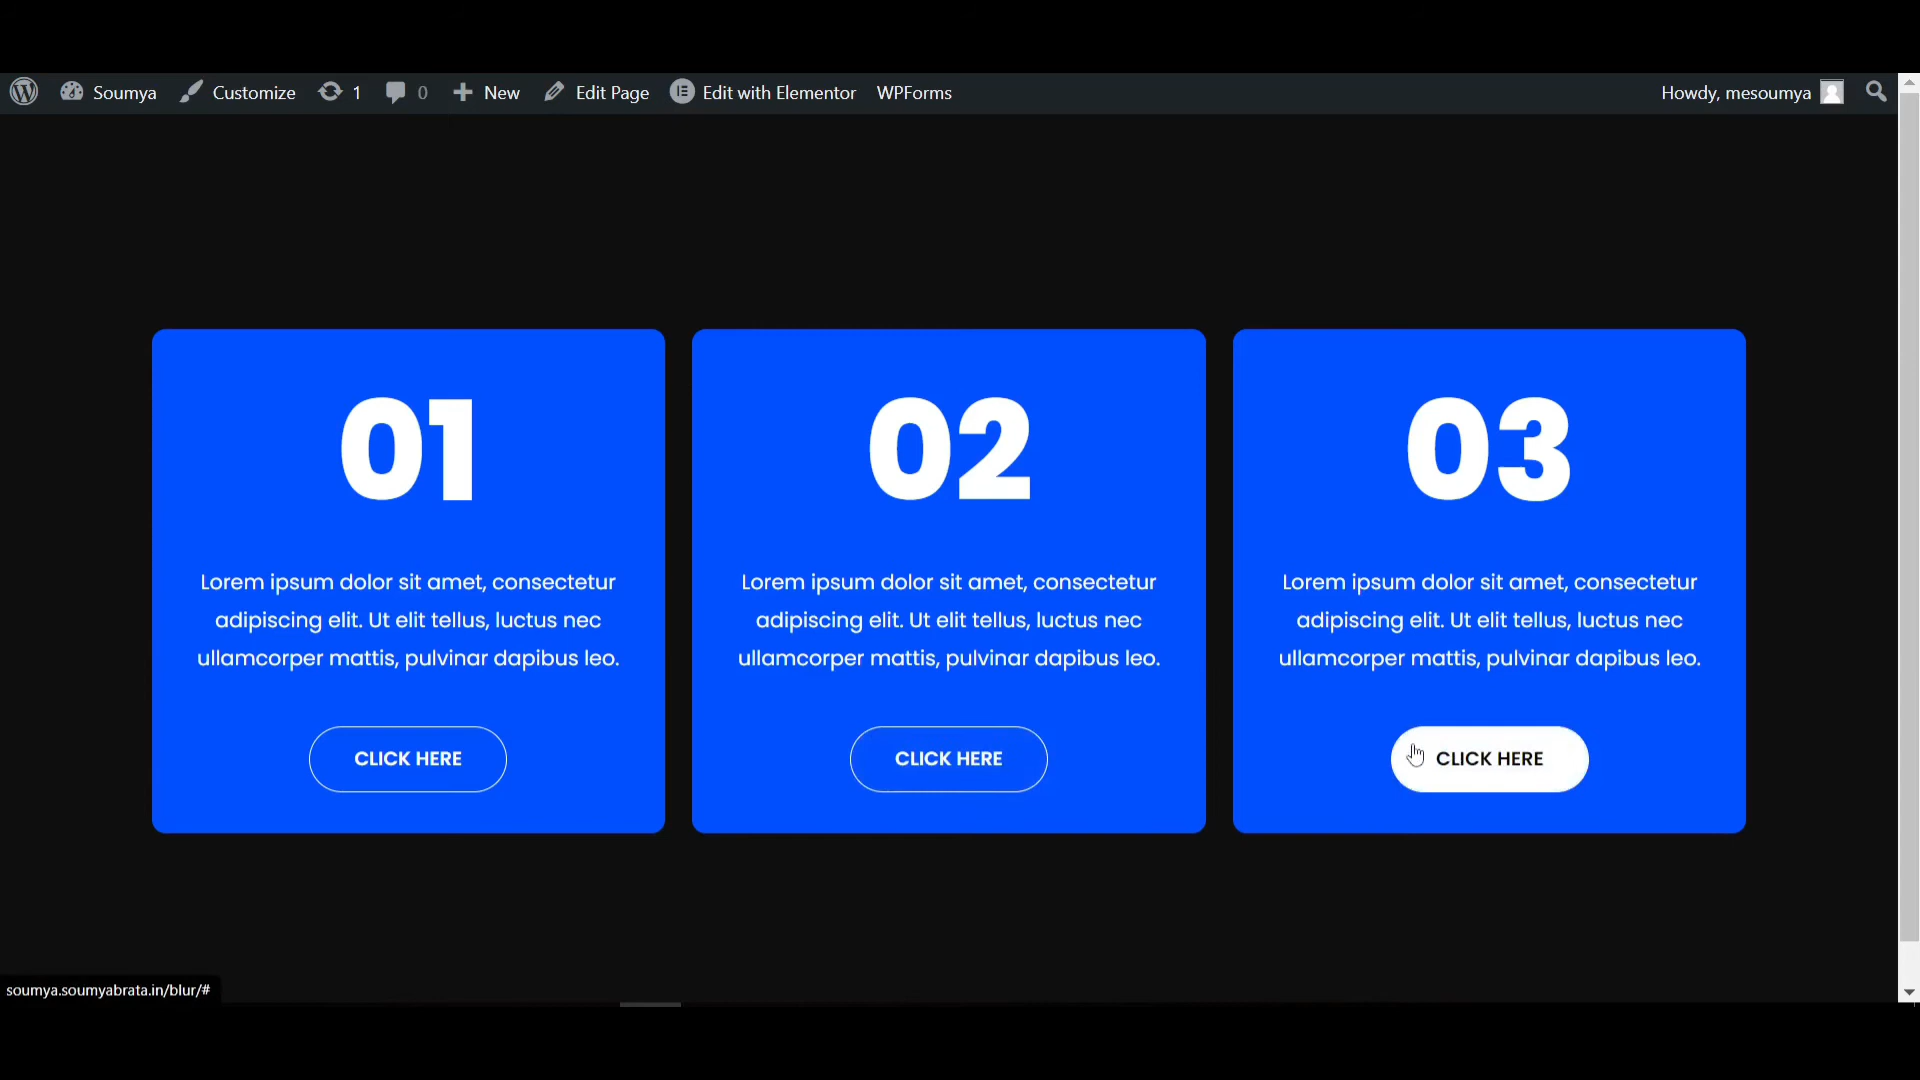 Soumya Customize 1 0 New Edit Page Edit with Elementor WPForms Howdy, mesoumya
01
Lorem ipsum dolor sit amet, consectetur
adipiscing elit. Ut elit tellus, luctus nec
ullamcorper mattis, pulvinar dapibus leo.
CLICK HERE
02
Lorem ipsum dolor sit amet, consectetur
adipiscing elit. Ut elit tellus, luctus nec
ullamcorper mattis, pulvinar dapibus leo.
CLICK HERE
03
Lorem ipsum dolor sit amet, consectetur
adipiscing elit. Ut elit tellus, luctus nec
ullamcorper mattis, pulvinar dapibus leo.
CLICK HERE
soumya.soumyabrata.in/blur/#